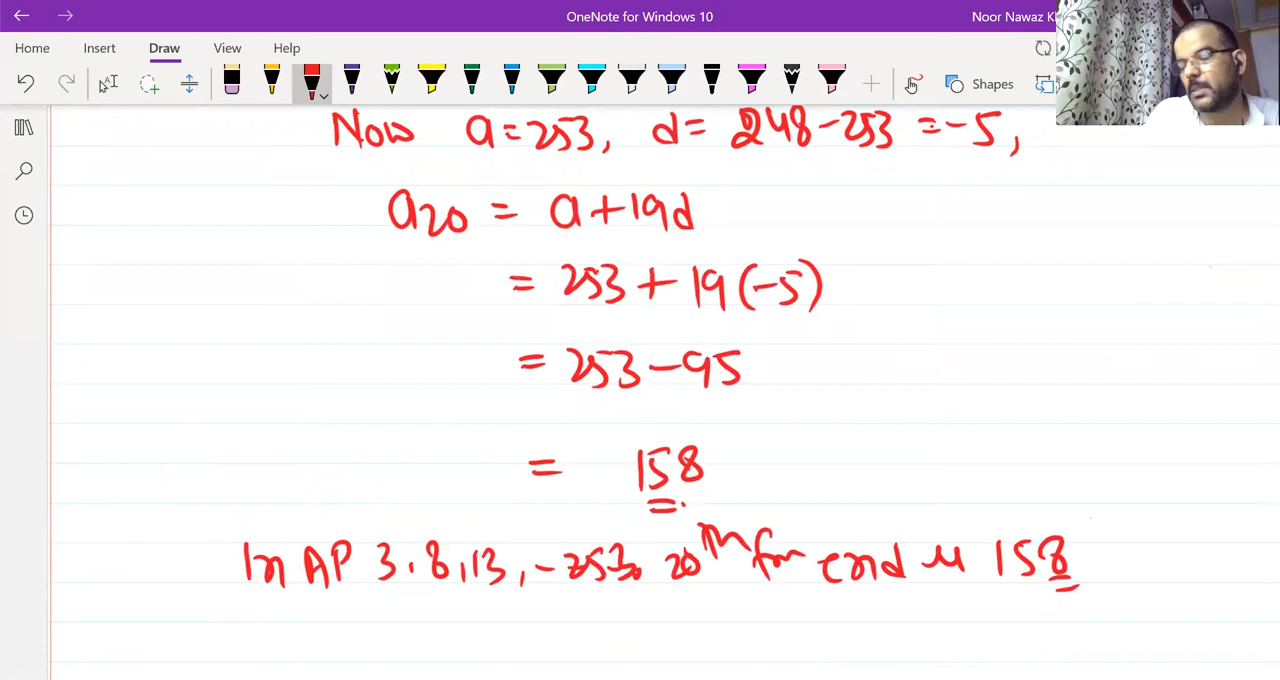 OneNote for Windows 10
Noor Nawaz K
Home Insert Draw View Help
Shapes
Now a=253, d= 248-253 =-5,
a20 = a+19d
= 253 + 19 (-5)
= 253-95
= 158
In AP 3,8,13, -253, 20th from end is 158